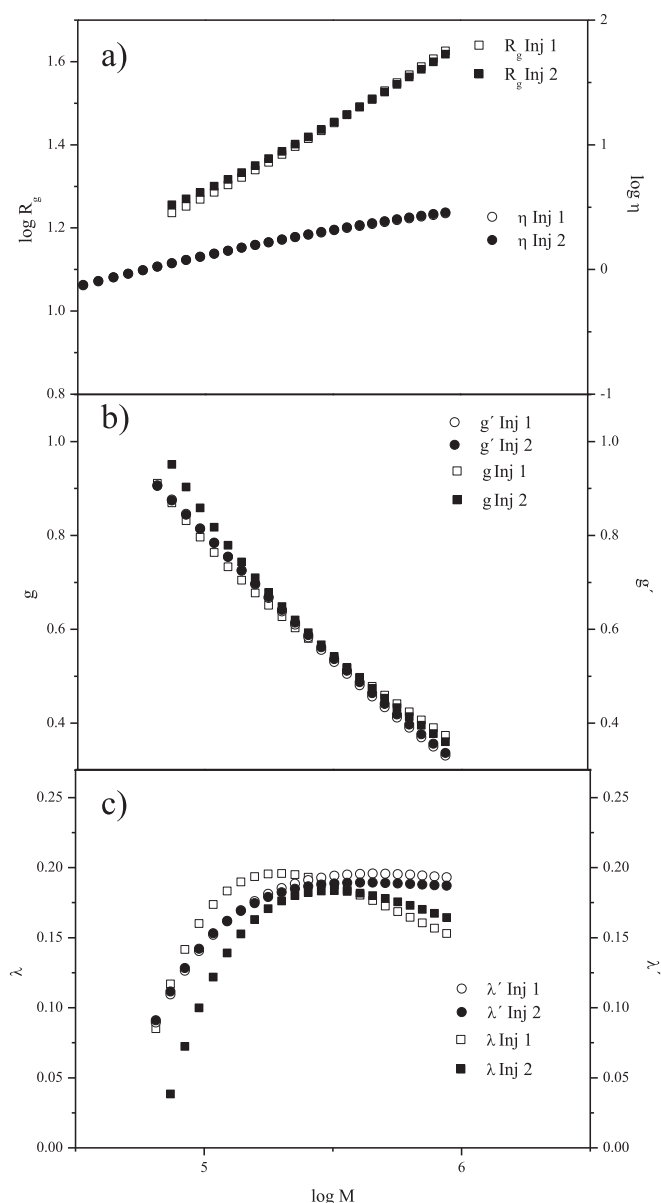 a)
R_g Inj 1
R_g Inj 2
η Inj 1
η Inj 2
1.6
1.4
1.2
1.0
0.8
log R_g
2
1
0
-1
log η
b)
g´ Inj 1
g´ Inj 2
g Inj 1
g Inj 2
1.0
0.8
0.6
0.4
g
1.0
0.8
0.6
0.4
g´
c)
λ´ Inj 1
λ´ Inj 2
λ Inj 1
λ Inj 2
0.25
0.20
0.15
0.10
0.05
0.00
λ
0.25
0.20
0.15
0.10
0.05
0.00
λ´
5
6
log M